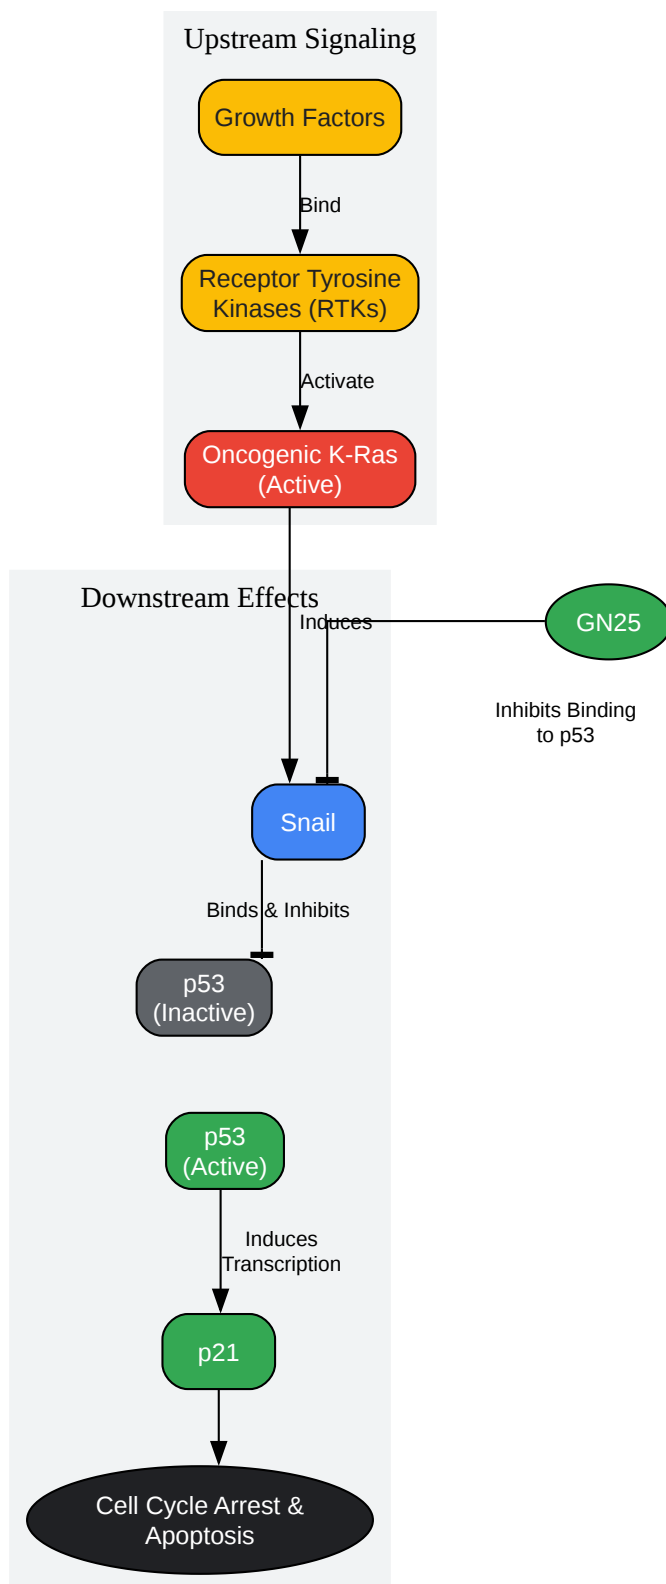 Upstream Signaling
Growth Factors
Bind
Receptor Tyrosine
Kinases (RTKs)
Activate
Oncogenic K-Ras
(Active)
Downstream Effects
Induces
GN25
Inhibits Binding
to p53
Snail
Binds & Inhibits
p53
(Inactive)
p53
(Active)
Induces
Transcription
p21
Cell Cycle Arrest &
Apoptosis